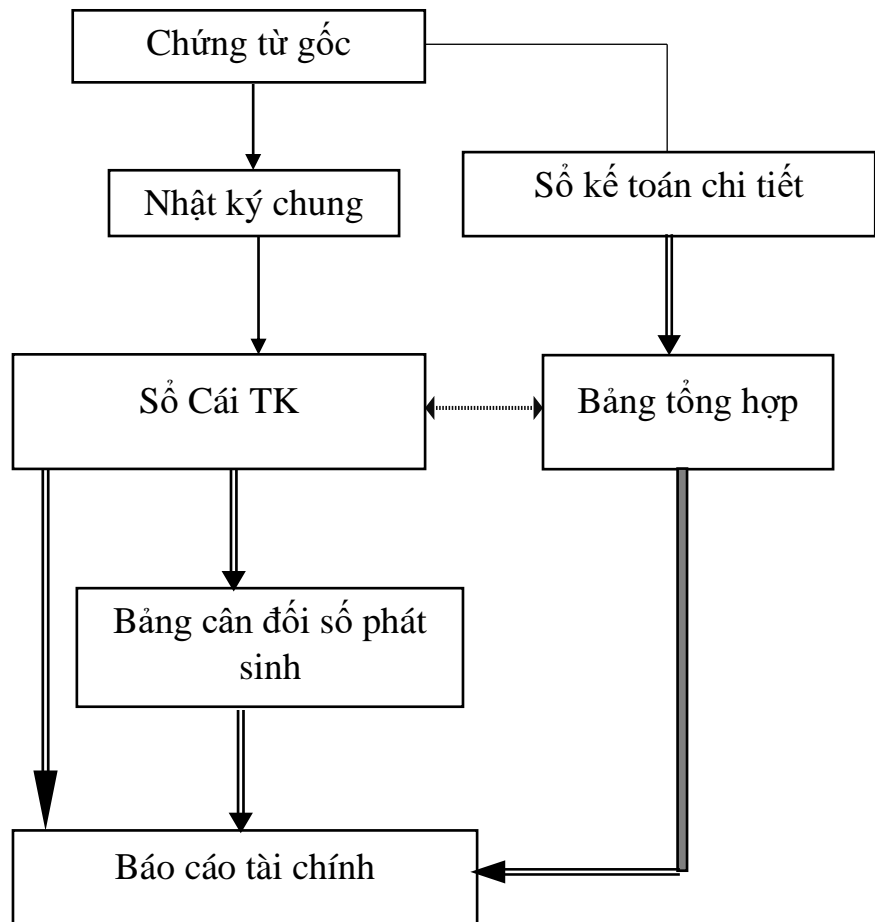 Chứng từ gốc
Sổ kế toán chi tiết
Nhật ký chung
Sổ Cái TK
Bảng tổng hợp
Bảng cân đối số phát
sinh
Báo cáo tài chính